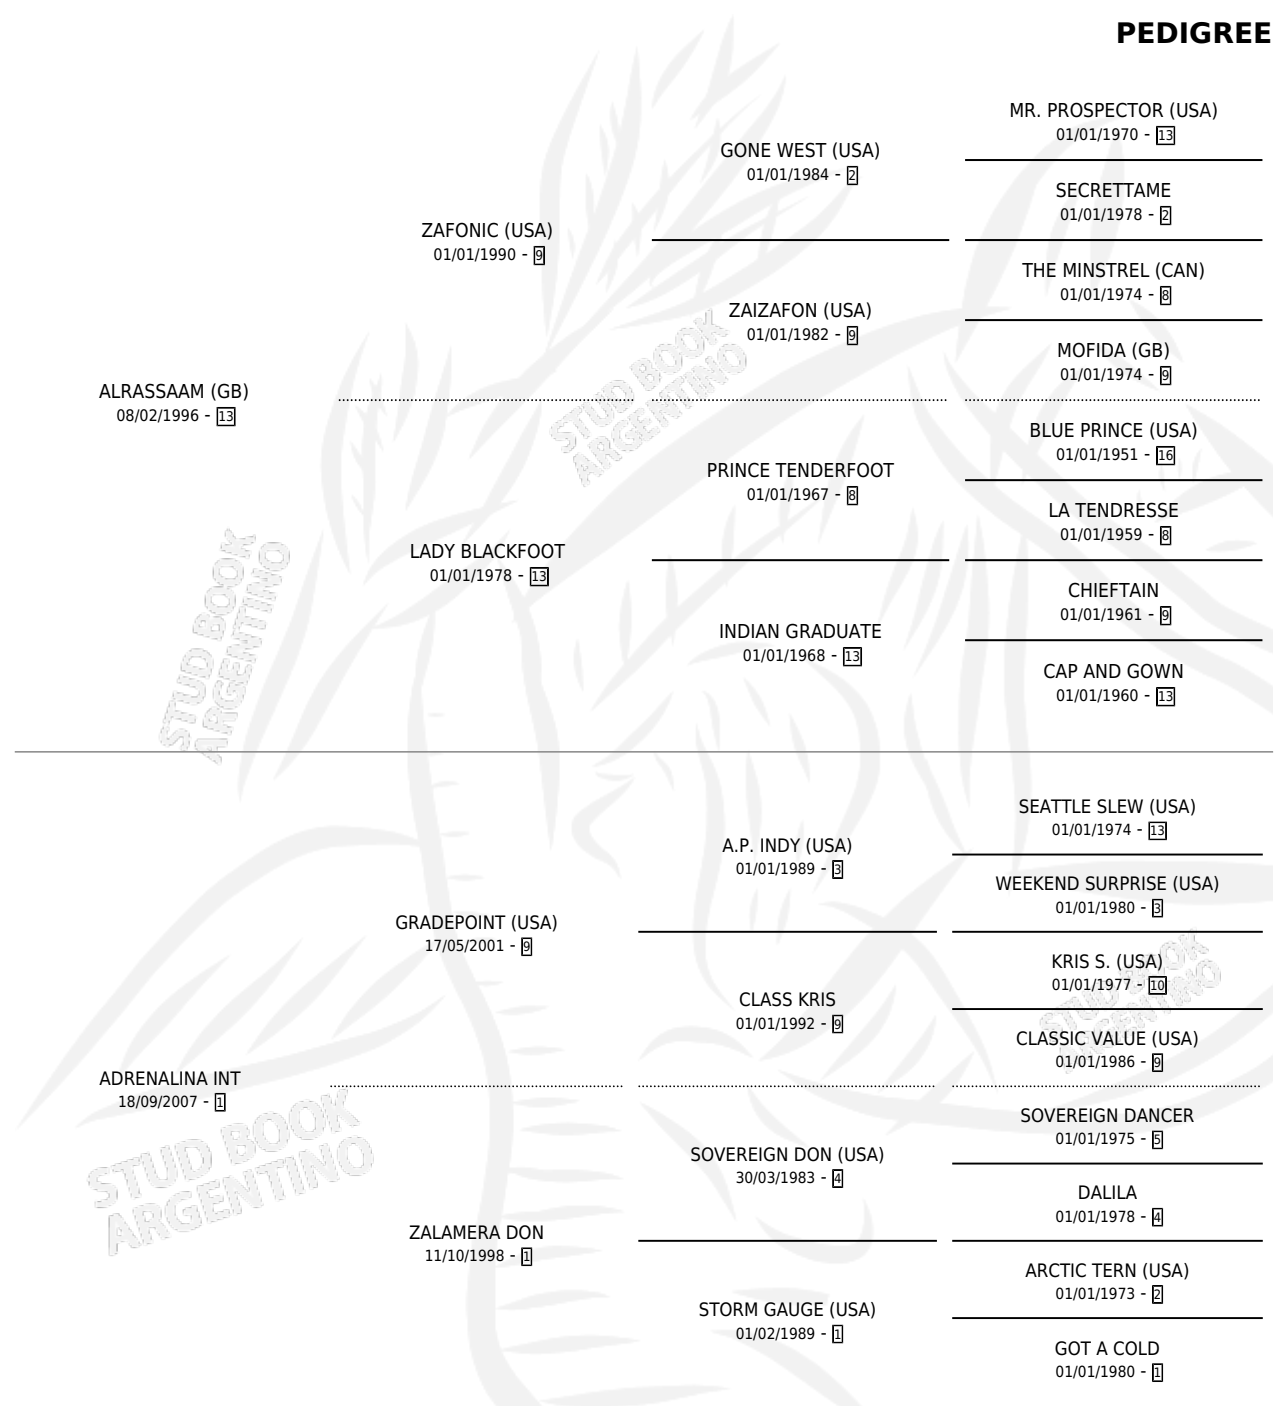 PEDIGREE
MR. PROSPECTOR (USA)
01/01/1970 - 13
GONE WEST (USA)
01/01/1984 - 2
SECRETTAME
01/01/1978 - 2
ZAFONIC (USA)
01/01/1990 - 9
THE MINSTREL (CAN)
01/01/1974 - 8
ZAIZAFON (USA)
01/01/1982 - 9
MOFIDA (GB)
01/01/1974 - 9
ALRASSAAM (GB)
08/02/1996 - 13
BLUE PRINCE (USA)
01/01/1951 - 16
PRINCE TENDERFOOT
01/01/1967 - 8
LA TENDRESSE
01/01/1959 - 8
LADY BLACKFOOT
01/01/1978 - 13
CHIEFTAIN
01/01/1961 - 9
INDIAN GRADUATE
01/01/1968 - 13
CAP AND GOWN
01/01/1960 - 13
SEATTLE SLEW (USA)
01/01/1974 - 13
A.P. INDY (USA)
01/01/1989 - 3
WEEKEND SURPRISE (USA)
01/01/1980 - 3
GRADEPOINT (USA)
17/05/2001 - 9
KRIS S. (USA)
01/01/1977 - 10
CLASS KRIS
01/01/1992 - 9
CLASSIC VALUE (USA)
01/01/1986 - 9
ADRENALINA INT
18/09/2007 - 1
SOVEREIGN DANCER
01/01/1975 - 5
SOVEREIGN DON (USA)
30/03/1983 - 4
DALILA
01/01/1978 - 4
ZALAMERA DON
11/10/1998 - 1
ARCTIC TERN (USA)
01/01/1973 - 2
STORM GAUGE (USA)
01/02/1989 - 1
GOT A COLD
01/01/1980 - 1
STUD BOOK
ARGENTINO
STUD BOOK
ARGENTINO
STUD BOOK
ARGENTINO
STUD BOOK
ARGENTINO